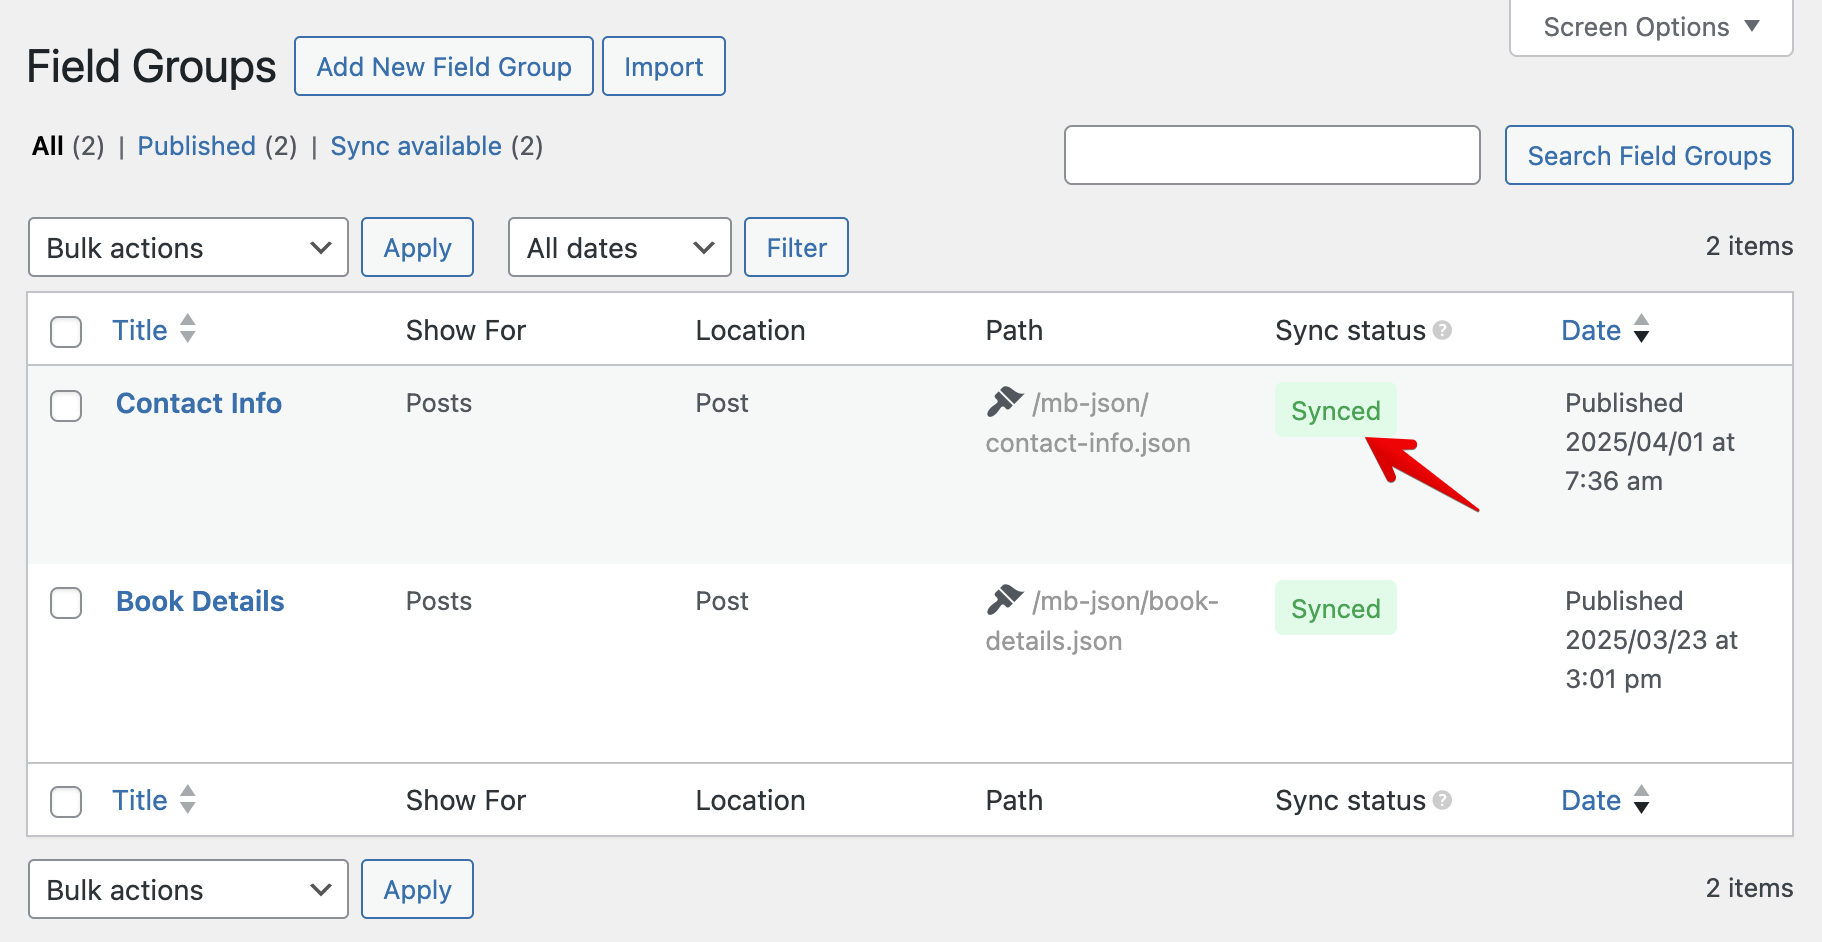 Screen Options
Field Groups Add New Field Group Import
All (2) | Published (2) | Sync available (2)
Search Field Groups
Bulk actions Apply All dates Filter 2 items
Title Show For Location Path Sync status ? Date
Contact Info Posts Post /mb-json/ Synced Published
contact-info.json 2025/04/01 at
7:36 am
Book Details Posts Post /mb-json/book- Synced Published
details.json 2025/03/23 at
3:01 pm
Title Show For Location Path Sync status ? Date
Bulk actions Apply 2 items